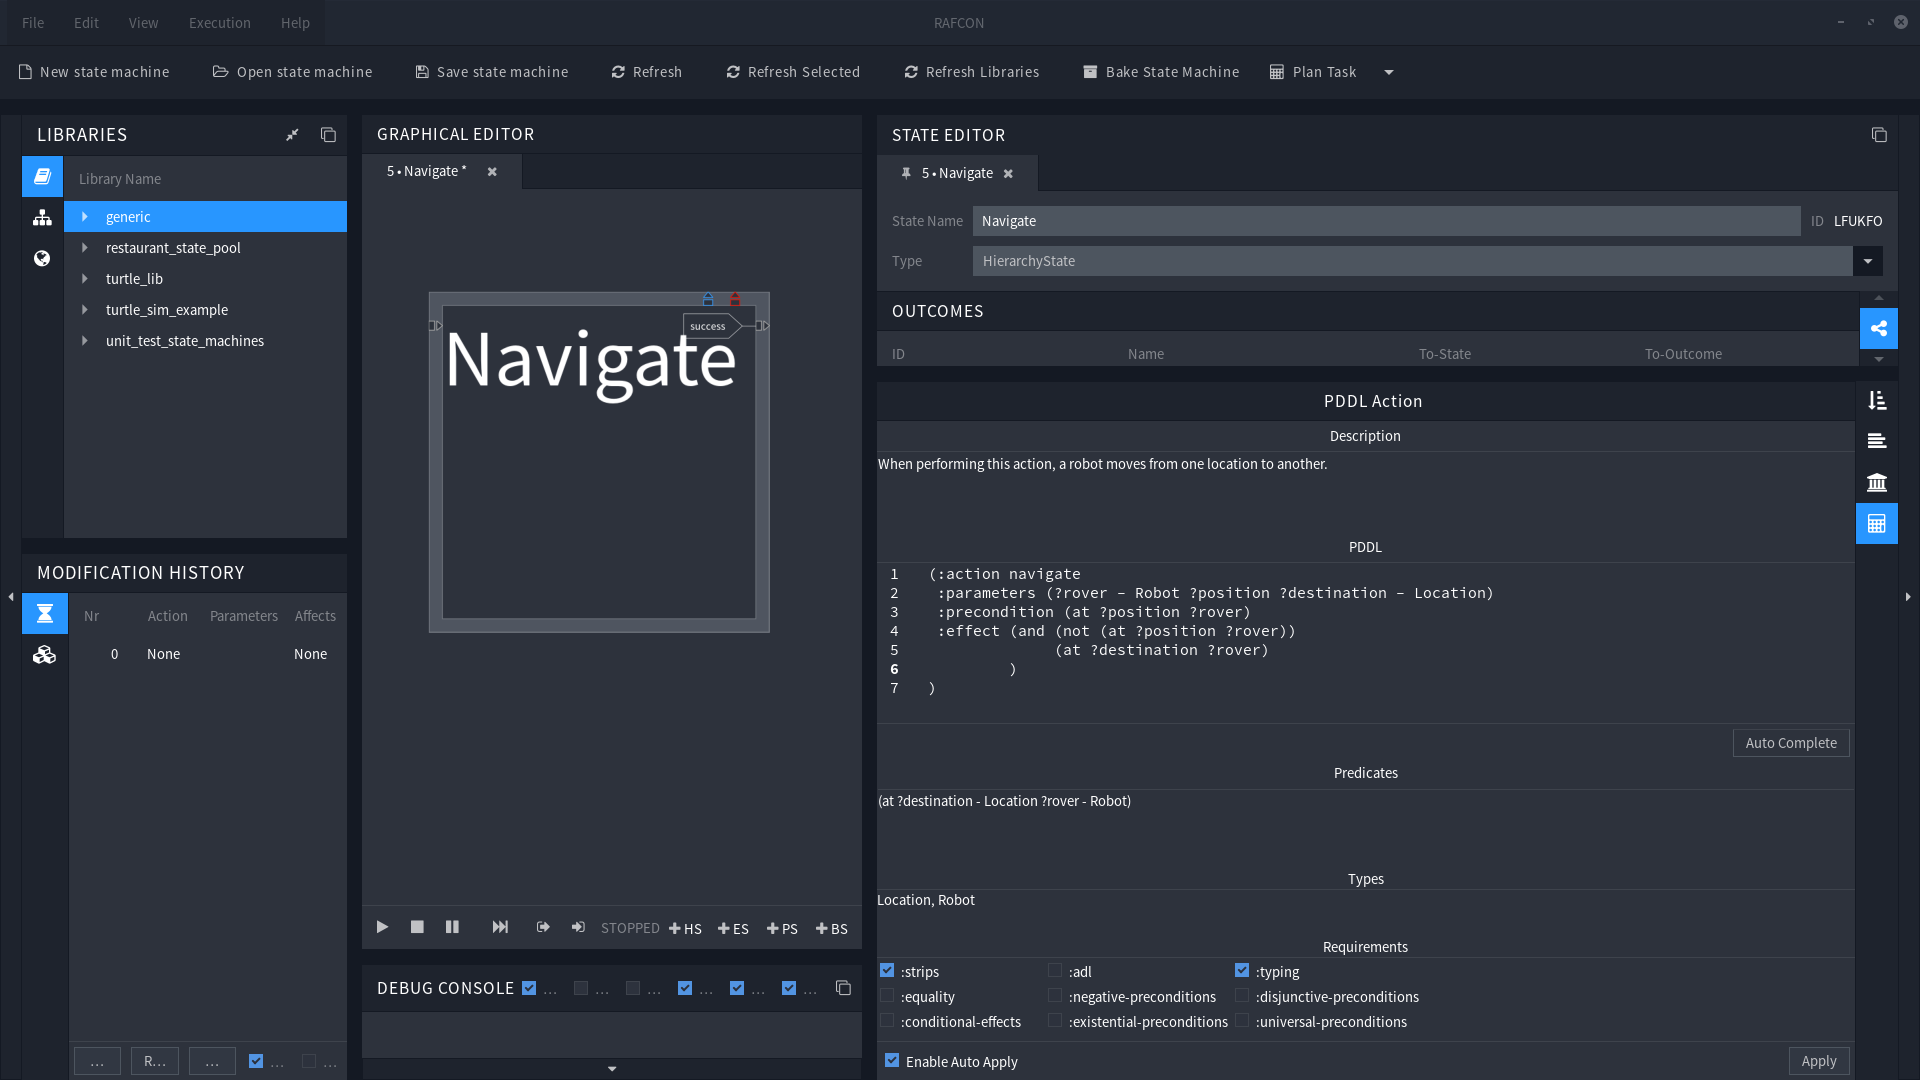 File Edit View Execution Help RAFCON
New state machine Open state machine Save state machine Refresh Refresh Selected Refresh Libraries Bake State Machine Plan Task
LIBRARIES
Library Name
generic
restaurant_state_pool
turtle_lib
turtle_sim_example
unit_test_state_machines
MODIFICATION HISTORY
Nr Action Parameters Affects
0 None None
... R... ... ... ...
GRAPHICAL EDITOR
5 • Navigate *
success
Navigate
STOPPED HS ES PS BS
DEBUG CONSOLE ... ... ... ... ... ...
STATE EDITOR
5 • Navigate
State Name Navigate ID LFUKFO
Type HierarchyState
OUTCOMES
ID Name To-State To-Outcome
PDDL Action
Description
When performing this action, a robot moves from one location to another.
PDDL
1 (:action navigate
2 :parameters (?rover - Robot ?position ?destination - Location)
3 :precondition (at ?position ?rover)
4 :effect (and (not (at ?position ?rover))
5 (at ?destination ?rover)
6 )
7 )
Auto Complete
Predicates
(at ?destination - Location ?rover - Robot)
Types
Location, Robot
Requirements
:strips :adl :typing
:equality :negative-preconditions :disjunctive-preconditions
:conditional-effects :existential-preconditions :universal-preconditions
Enable Auto Apply Apply